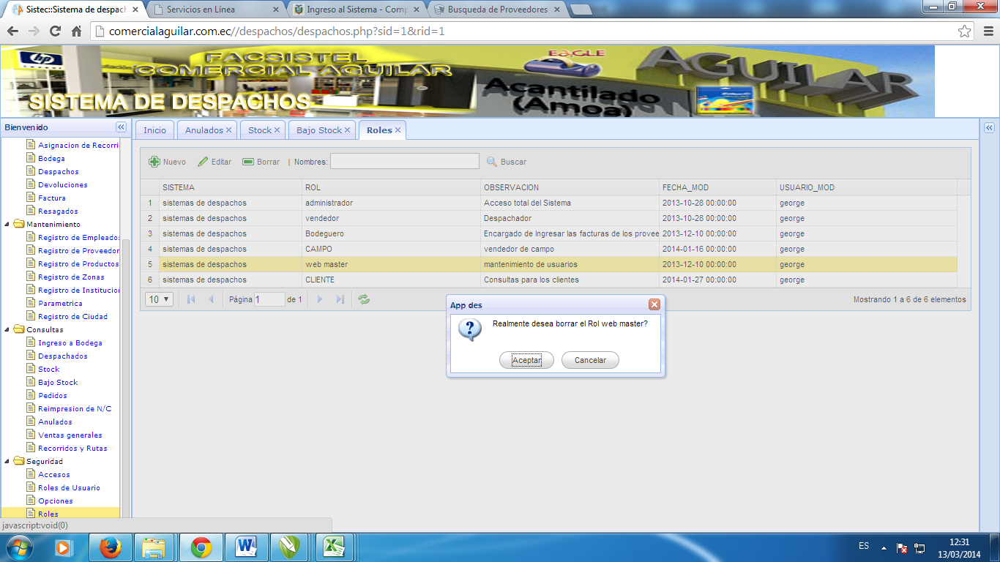 Sistec::Sistema de despach
Servicios en Línea
Ingreso al Sistema - Comp
Busqueda de Proveedores
comercialaguilar.com.ec//despachos/despachos.php?sid=1&rid=1
hp
FACSISTEL
COMERCIAL AGUILAR
SISTEMA DE DESPACHOS
EAGLE
AGUILAR
Acantilado
(Amoa)
Bienvenido
Inicio
Anulados
Stock
Bajo Stock
Roles
Asignacion de Recorri
Bodega
Despachos
Devoluciones
Factura
Resagados
Mantenimiento
Registro de Empleados
Registro de Proveedor
Registro de Productos
Registro de Zonas
Registro de Institucion
Parametrica
Registro de Ciudad
Consultas
Ingreso a Bodega
Despachados
Stock
Bajo Stock
Pedidos
Reimpresion de N/C
Anulados
Ventas generales
Recorridos y Rutas
Seguridad
Accesos
Roles de Usuario
Opciones
Roles
javascript:void(0)
Nuevo Editar Borrar | Nombres: Buscar
SISTEMA ROL OBSERVACION FECHA_MOD USUARIO_MOD
1 sistemas de despachos administrador Acceso total del Sistema 2013-10-28 00:00:00 george
2 sistemas de despachos vendedor Despachador 2013-10-28 00:00:00 george
3 sistemas de despachos Bodeguero Encargado de Ingresar las facturas de los provee 2013-12-10 00:00:00 george
4 sistemas de despachos CAMPO vendedor de campo 2014-01-16 00:00:00 george
5 sistemas de despachos web master mantenimiento de usuarios 2013-12-10 00:00:00 george
6 sistemas de despachos CLIENTE Consultas para los clientes 2014-01-27 00:00:00 george
10 Página 1 de 1 Mostrando 1 a 6 de 6 elementos
App des
Realmente desea borrar el Rol web master?
Aceptar Cancelar
ES
12:31
13/03/2014